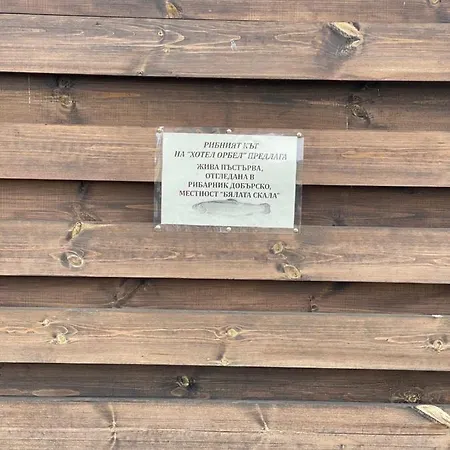 РИБНИЯТ КЪТ
НА "ХОТЕЛ ОРБЕЛ" ПРЕДЛАГА
ЖИВА ПЪСТЪРВА,
ОТГЛЕДАНА В
РИБАРНИК ДОБЪРСКО,
МЕСТНОСТ "БЯЛАТА СКАЛА"